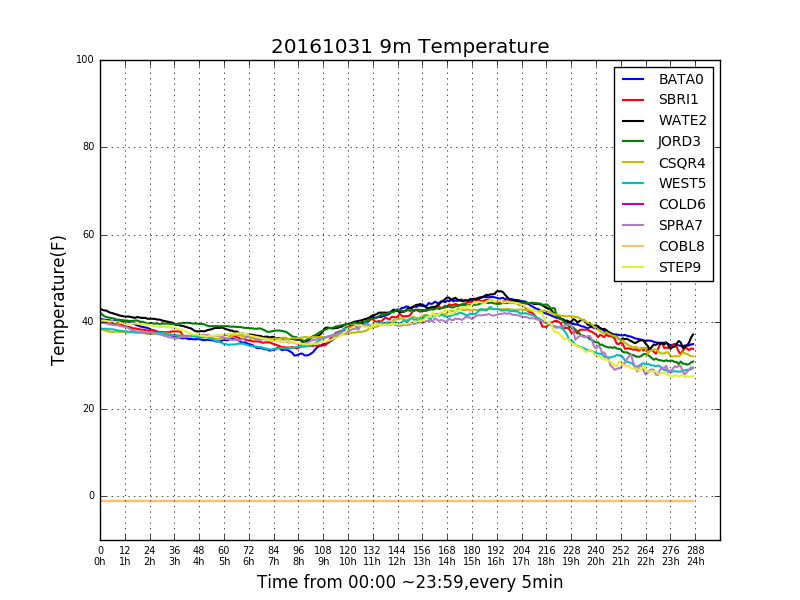 20161031 9m Temperature
100
80
60
40
20
0
Temperature(F)
BATA0
SBRI1
WATE2
JORD3
CSQR4
WEST5
COLD6
SPRA7
COBL8
STEP9
0 12 24 36 48 60 72 84 96 108 120 132 144 156 168 180 192 204 216 228 240 252 264 276 288
0h 1h 2h 3h 4h 5h 6h 7h 8h 9h 10h 11h 12h 13h 14h 15h 16h 17h 18h 19h 20h 21h 22h 23h 24h
Time from 00:00 ~23:59,every 5min